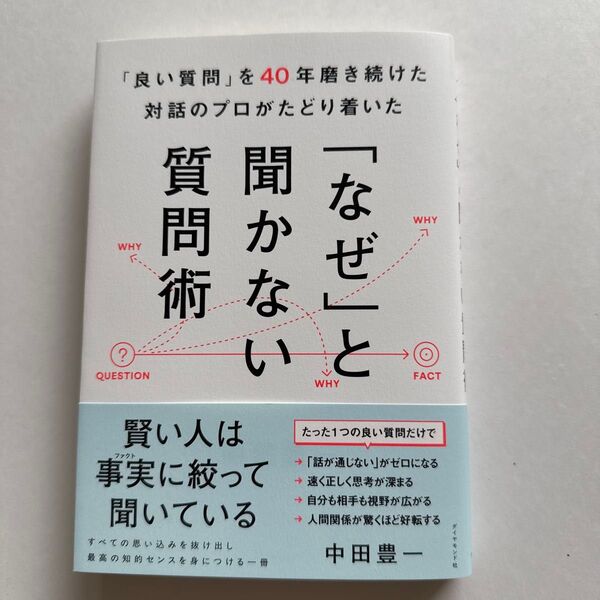 「良い質問」を40年磨き続けた
対話のプロがたどり着いた
「なぜ」と
聞かない
質問術
WHY
WHY
?
QUESTION
WHY
FACT
賢い人は
ファクト
事実に絞って
聞いている
すべての思い込みを抜け出し
最高の知的センスを身につける一冊
たった1つの良い質問だけで
→「話が通じない」がゼロになる
→ 速く正しく思考が深まる
→ 自分も相手も視野が広がる
→ 人間関係が驚くほど好転する
中田豊一
ダイヤモンド社